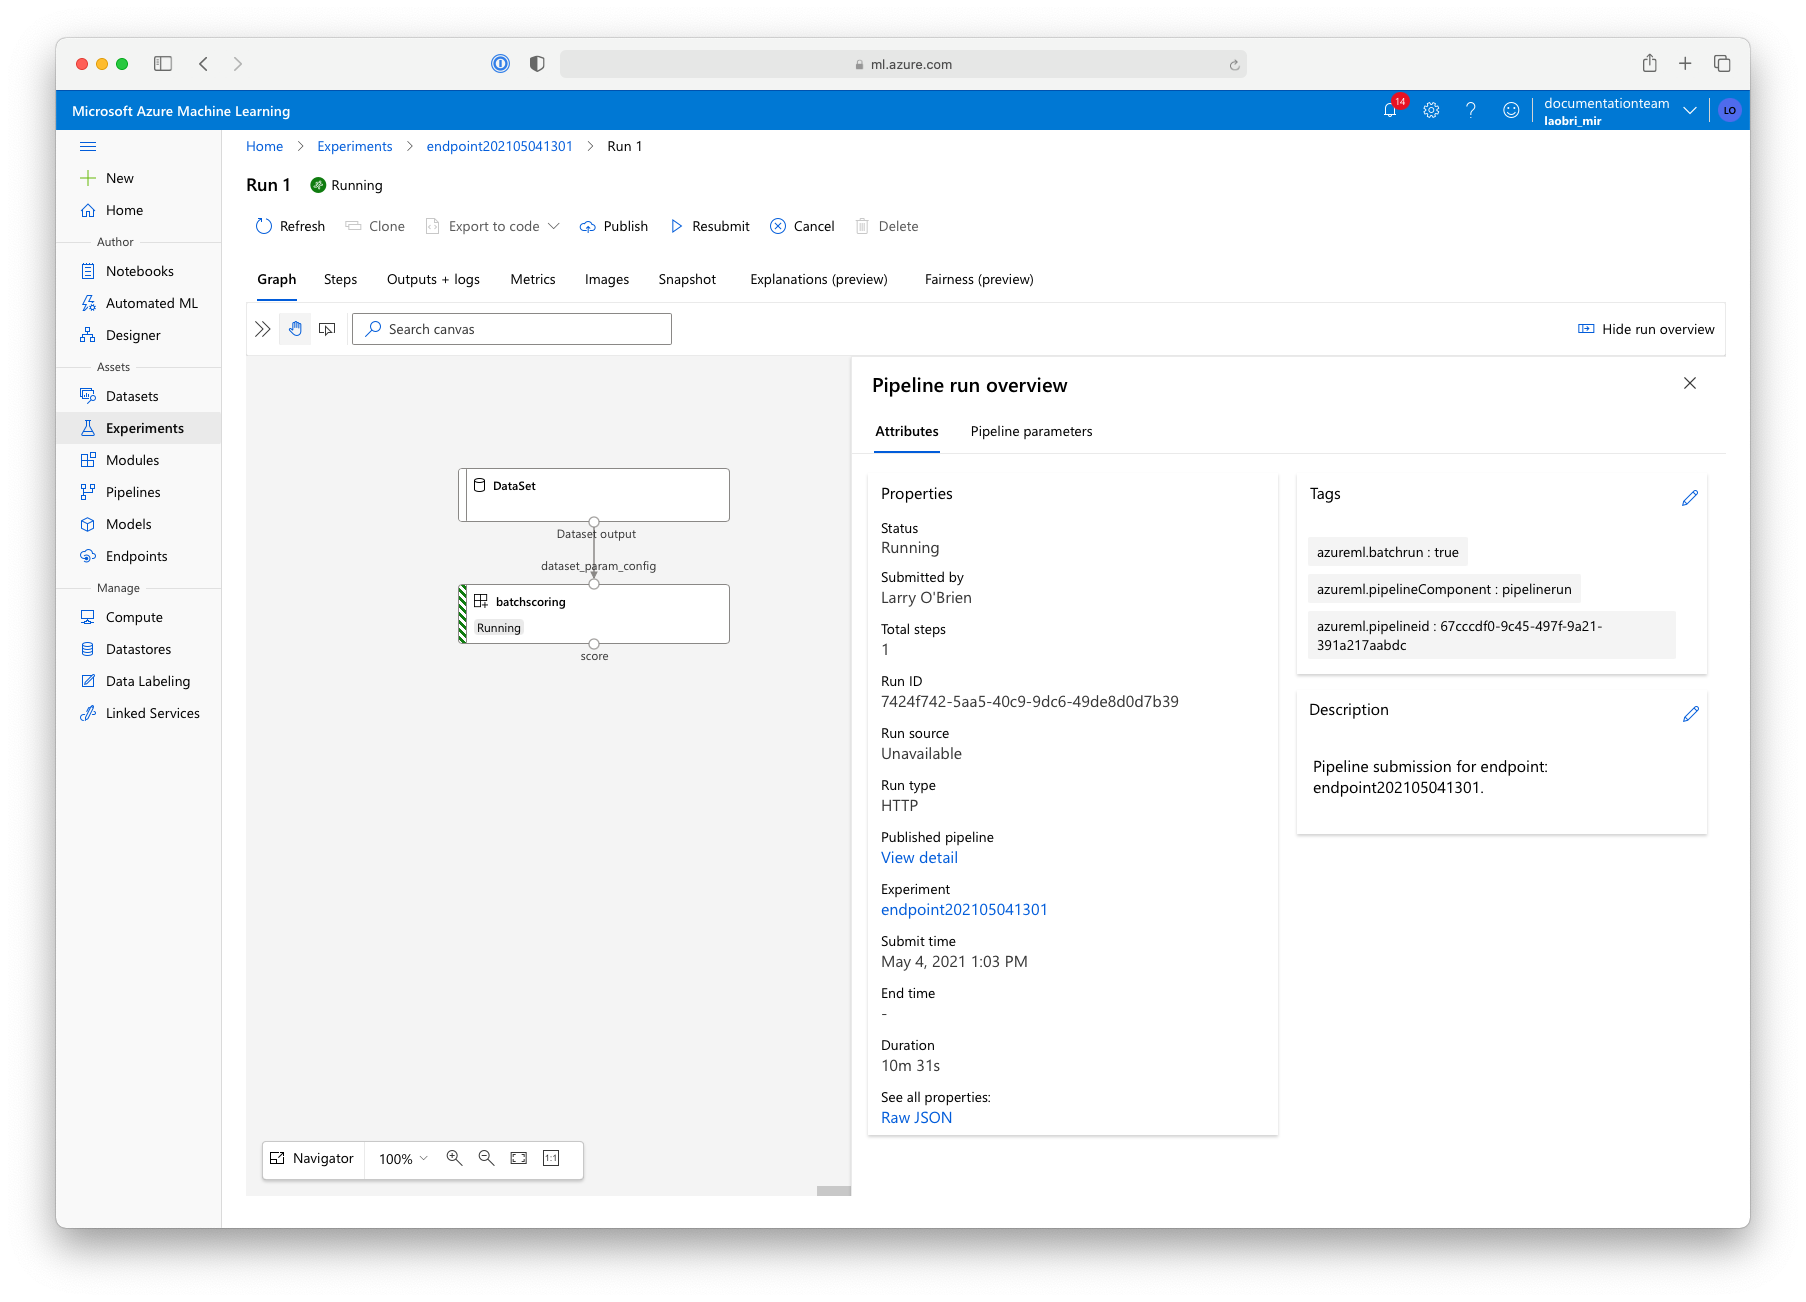 ml.azure.com
Microsoft Azure Machine Learning
14
documentationteam
laobri_mir
LO
New
Home
Author
Notebooks
Automated ML
Designer
Assets
Datasets
Experiments
Modules
Pipelines
Models
Endpoints
Manage
Compute
Datastores
Data Labeling
Linked Services
Home > Experiments > endpoint202105041301 > Run 1
Run 1 Running
Refresh Clone Export to code Publish Resubmit Cancel Delete
Graph Steps Outputs + logs Metrics Images Snapshot Explanations (preview) Fairness (preview)
Search canvas
Hide run overview
DataSet
Dataset output
dataset_param_config
batchscoring
Running
score
Navigator 100% 1:1
Pipeline run overview
Attributes Pipeline parameters
Properties
Status
Running
Submitted by
Larry O'Brien
Total steps
1
Run ID
7424f742-5aa5-40c9-9dc6-49de8d0d7b39
Run source
Unavailable
Run type
HTTP
Published pipeline
View detail
Experiment
endpoint202105041301
Submit time
May 4, 2021 1:03 PM
End time
-
Duration
10m 31s
See all properties:
Raw JSON
Tags
azureml.batchrun : true
azureml.pipelineComponent : pipelinerun
azureml.pipelineid : 67cccdf0-9c45-497f-9a21-
391a217aabdc
Description
Pipeline submission for endpoint:
endpoint202105041301.